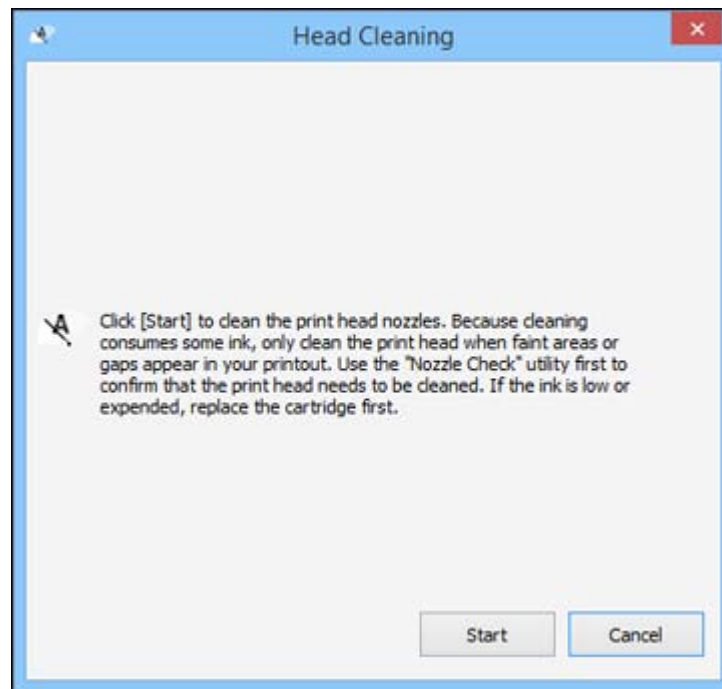 Head Cleaning
Click [Start] to clean the print head nozzles. Because cleaning
consumes some ink, only clean the print head when faint areas or
gaps appear in your printout. Use the "Nozzle Check" utility first to
confirm that the print head needs to be cleaned. If the ink is low or
expended, replace the cartridge first.
Start Cancel